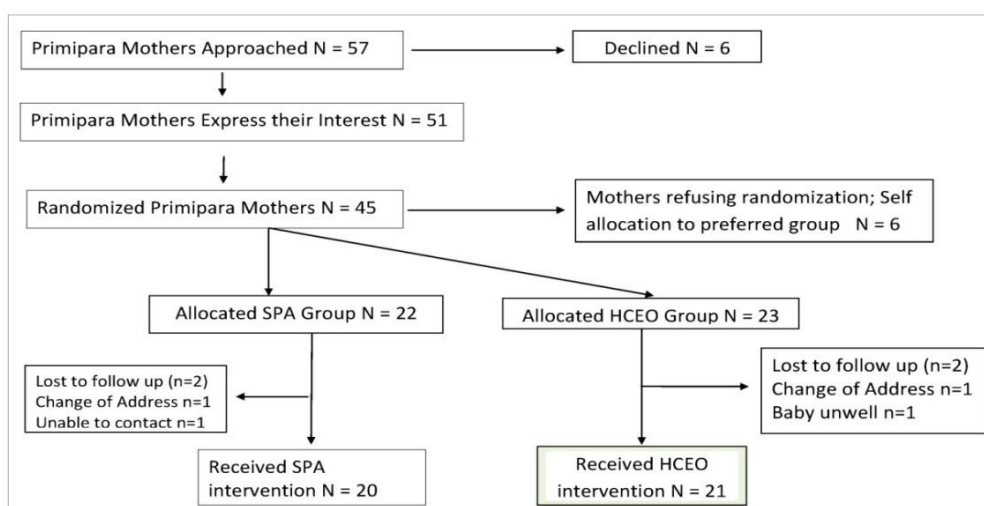 Primipara Mothers Approached N = 57
Declined N = 6
Primipara Mothers Express their Interest N = 51
Randomized Primipara Mothers N = 45
Mothers refusing randomization; Self
allocation to preferred group N = 6
Allocated SPA Group N = 22
Allocated HCEO Group N = 23
Lost to follow up (n=2)
Change of Address n=1
Unable to contact n=1
Lost to follow up (n=2)
Change of Address n=1
Baby unwell n=1
Received SPA
intervention N = 20
Received HCEO
intervention N = 21